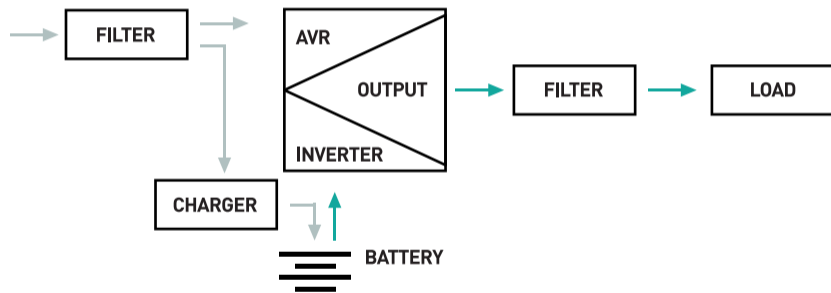 FILTER
AVR
OUTPUT
INVERTER
FILTER
LOAD
CHARGER
BATTERY